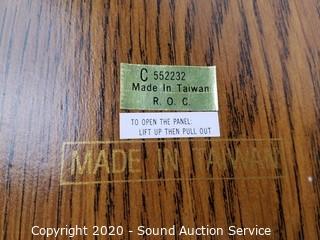 C 552232
Made In Taiwan
R. O. C.
TO OPEN THE PANEL:
LIFT UP THEN PULL OUT
MADE IN TAIWAN
Copyright 2020 - Sound Auction Service